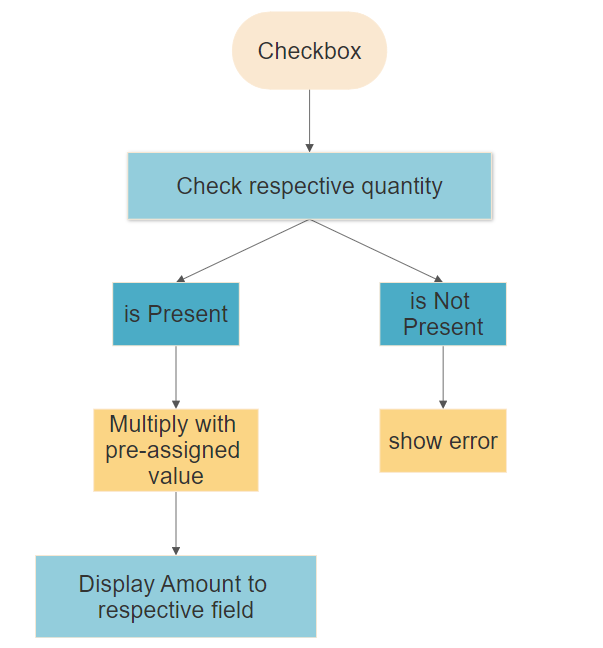 Checkbox
Check respective quantity
is Present
is Not
Present
Multiply with
pre-assigned
value
show error
Display Amount to
respective field